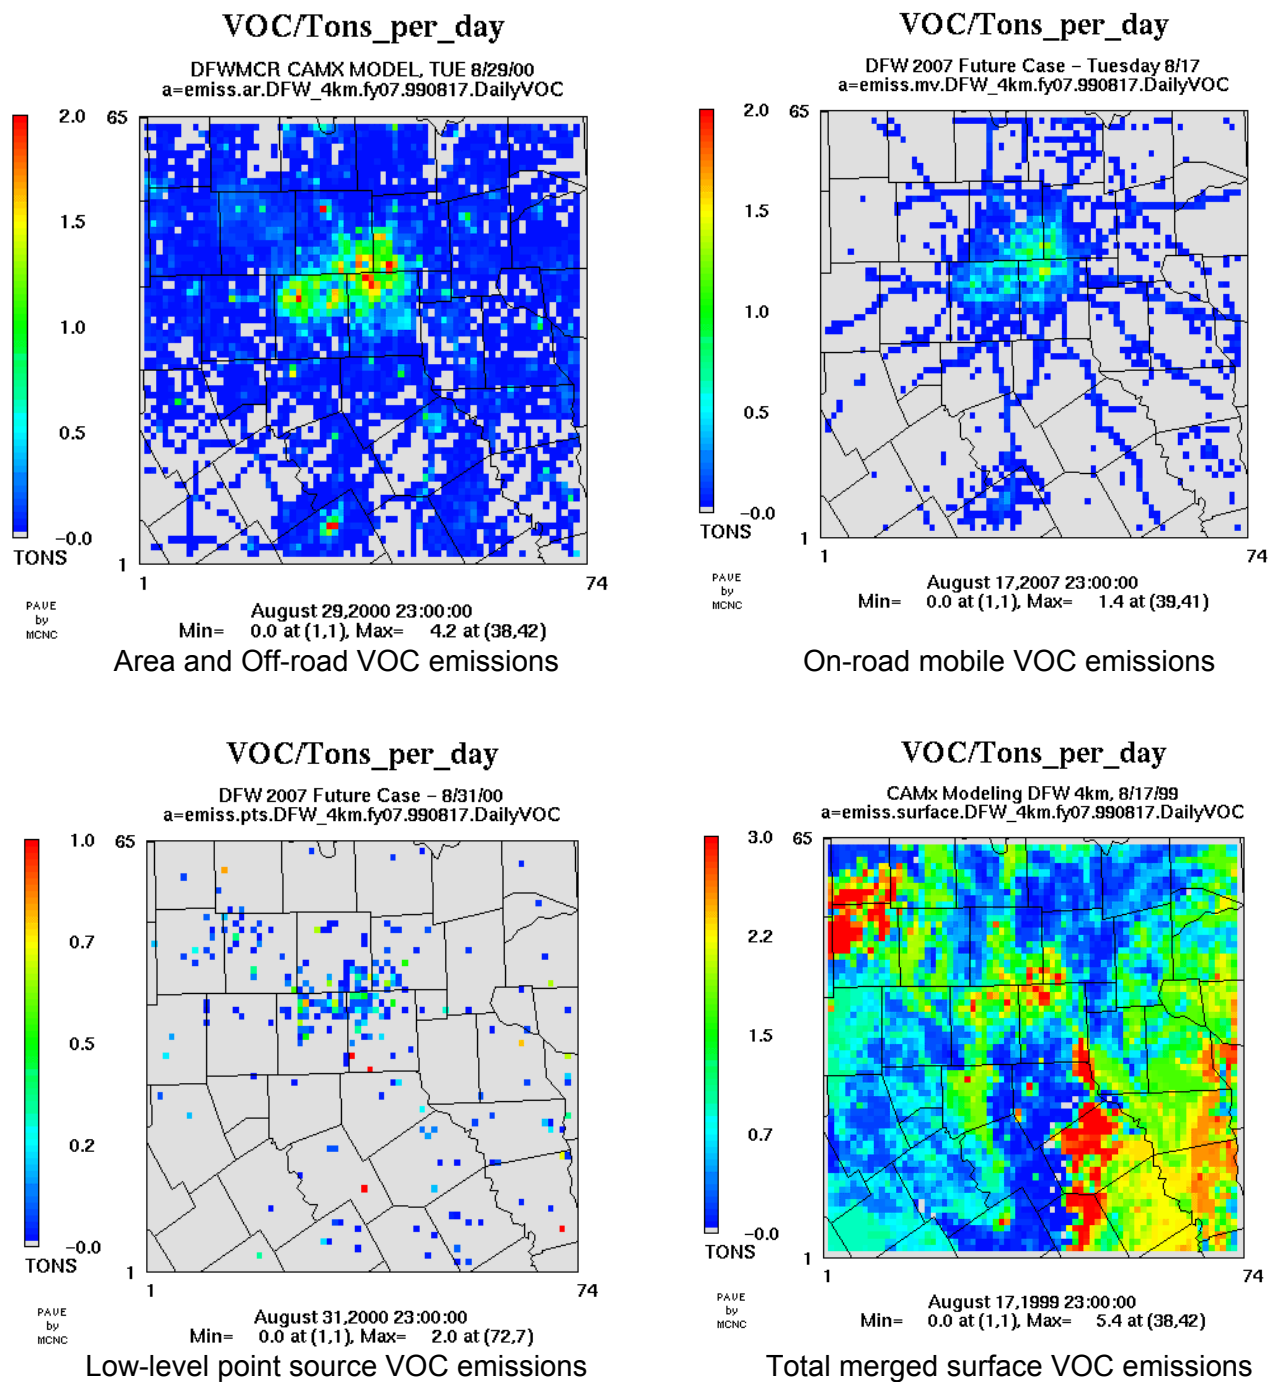 VOC/Tons_per_day
DFWMCR CAMX MODEL, TUE 8/29/00
a=emiss.ar.DFW_4km.fy07.990817.DailyVOC
2.0
1.5
1.0
0.5
-0.0
TONS
65
1
1
74
PAVE
by
MCNC
August 29,2000 23:00:00
Min= 0.0 at (1,1), Max= 4.2 at (38,42)
Area and Off-road VOC emissions
VOC/Tons_per_day
DFW 2007 Future Case - Tuesday 8/17
a=emiss.mv.DFW_4km.fy07.990817.DailyVOC
2.0
1.5
1.0
0.5
-0.0
TONS
65
1
1
74
PAVE
by
MCNC
August 17,2007 23:00:00
Min= 0.0 at (1,1), Max= 1.4 at (39,41)
On-road mobile VOC emissions
VOC/Tons_per_day
DFW 2007 Future Case - 8/31/00
a=emiss.pts.DFW_4km.fy07.990817.DailyVOC
1.0
0.7
0.5
0.2
-0.0
TONS
65
1
1
74
PAVE
by
MCNC
August 31,2000 23:00:00
Min= 0.0 at (1,1), Max= 2.0 at (72,7)
Low-level point source VOC emissions
VOC/Tons_per_day
CAMx Modeling DFW 4km, 8/17/99
a=emiss.surface.DFW_4km.fy07.990817.DailyVOC
3.0
2.2
1.5
0.7
-0.0
TONS
65
1
1
74
PAVE
by
MCNC
August 17,1999 23:00:00
Min= 0.0 at (1,1), Max= 5.4 at (38,42)
Total merged surface VOC emissions